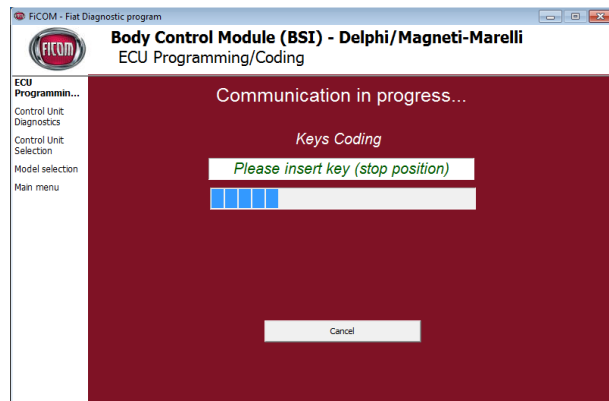 FiCOM - Fiat Diagnostic program
FICOM
Body Control Module (BSI) - Delphi/Magneti-Marelli
ECU Programming/Coding
ECU
Programmin...
Control Unit
Diagnostics
Control Unit
Selection
Model selection
Main menu
Communication in progress...
Keys Coding
Please insert key (stop position)
Cancel